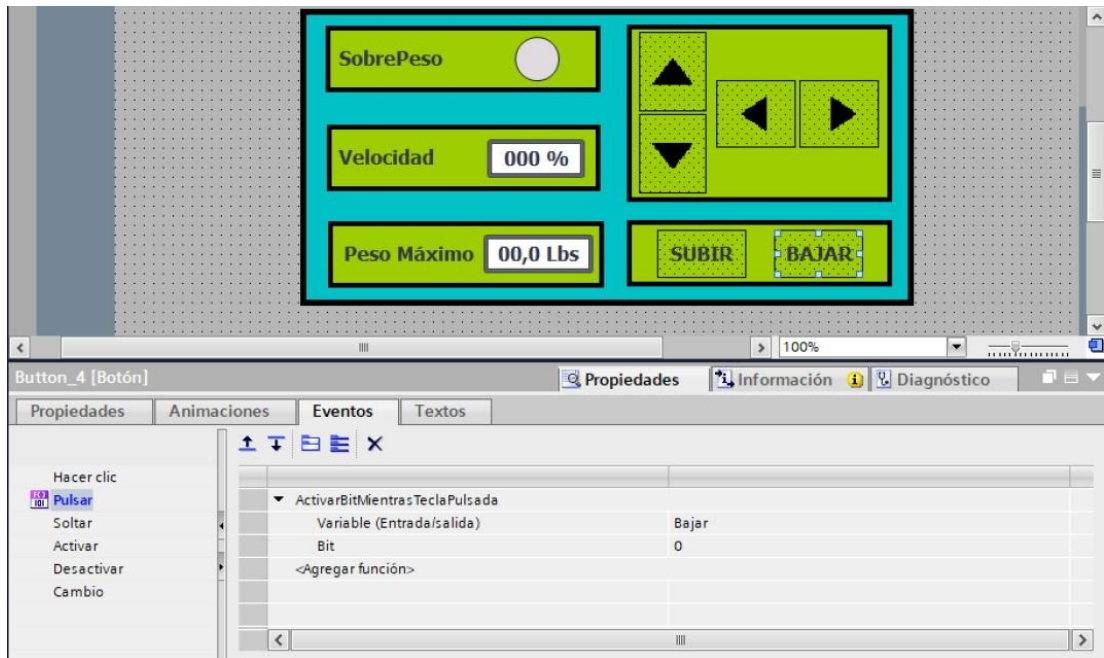 SobrePeso
Velocidad 000 %
Peso Máximo 00,0 Lbs
SUBIR BAJAR
100%
Button_4 [Botón] Propiedades Información Diagnóstico
Propiedades Animaciones Eventos Textos
Hacer clic
Pulsar
Soltar
Activar
Desactivar
Cambio
ActivarBitMientrasTeclaPulsada
Variable (Entrada/salida) Bajar
Bit 0
<Agregar función>